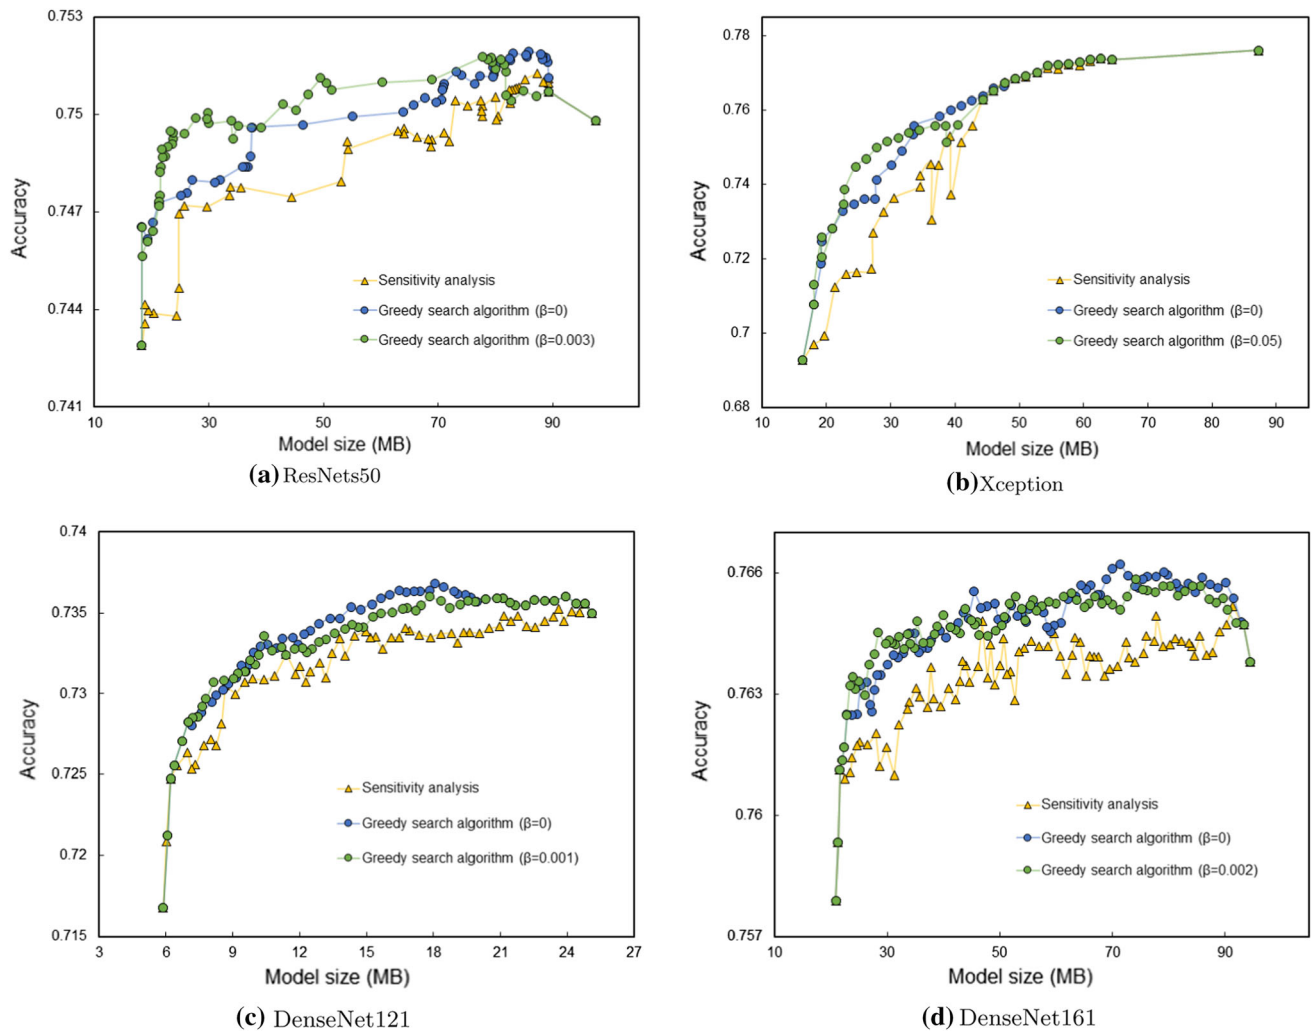 0.753
0.75
0.747
0.744
0.741
Accuracy
Sensitivity analysis
Greedy search algorithm (β=0)
Greedy search algorithm (β=0.003)
10 30 50 70 90
Model size (MB)
(a) ResNets50
0.78
0.76
0.74
0.72
0.7
0.68
Accuracy
Sensitivity analysis
Greedy search algorithm (β=0)
Greedy search algorithm (β=0.05)
10 20 30 40 50 60 70 80 90
Model size (MB)
(b) Xception
0.74
0.735
0.73
0.725
0.72
0.715
Accuracy
Sensitivity analysis
Greedy search algorithm (β=0)
Greedy search algorithm (β=0.001)
3 6 9 12 15 18 21 24 27
Model size (MB)
(c) DenseNet121
0.766
0.763
0.76
0.757
Accuracy
Sensitivity analysis
Greedy search algorithm (β=0)
Greedy search algorithm (β=0.002)
10 30 50 70 90
Model size (MB)
(d) DenseNet161